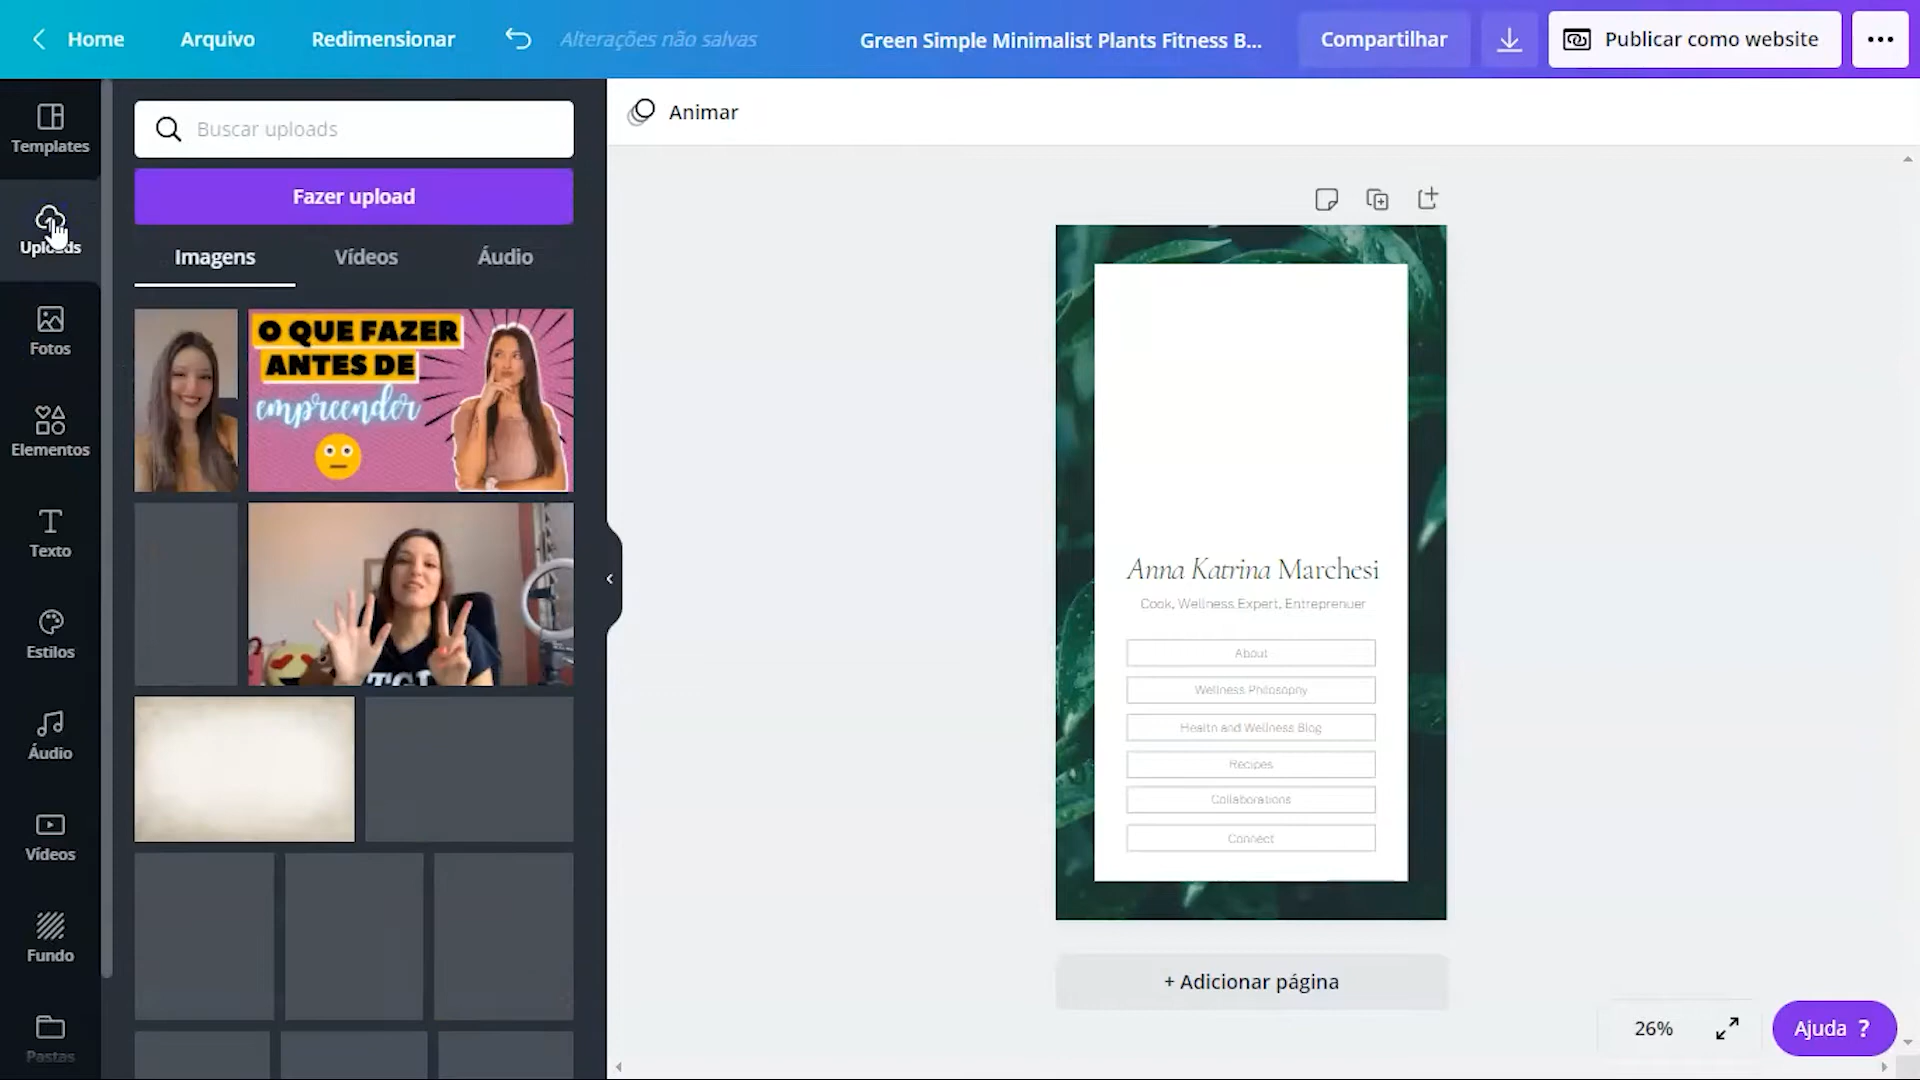 Home
Arquivo
Redimensionar
Alterações não salvas
Green Simple Minimalist Plants Fitness B...
Compartilhar
Publicar como website
Templates
Uploads
Fotos
Elementos
Texto
Estilos
Áudio
Vídeos
Fundo
Pastas
Buscar uploads
Fazer upload
Imagens
Vídeos
Áudio
O QUE FAZER
ANTES DE
empreender
Animar
Anna Katrina Marchesi
Cook, Wellness Expert, Entreprenuer
About
Wellness Philosophy
Health and Wellness Blog
Recipes
Collaborations
Connect
+ Adicionar página
26%
Ajuda ?